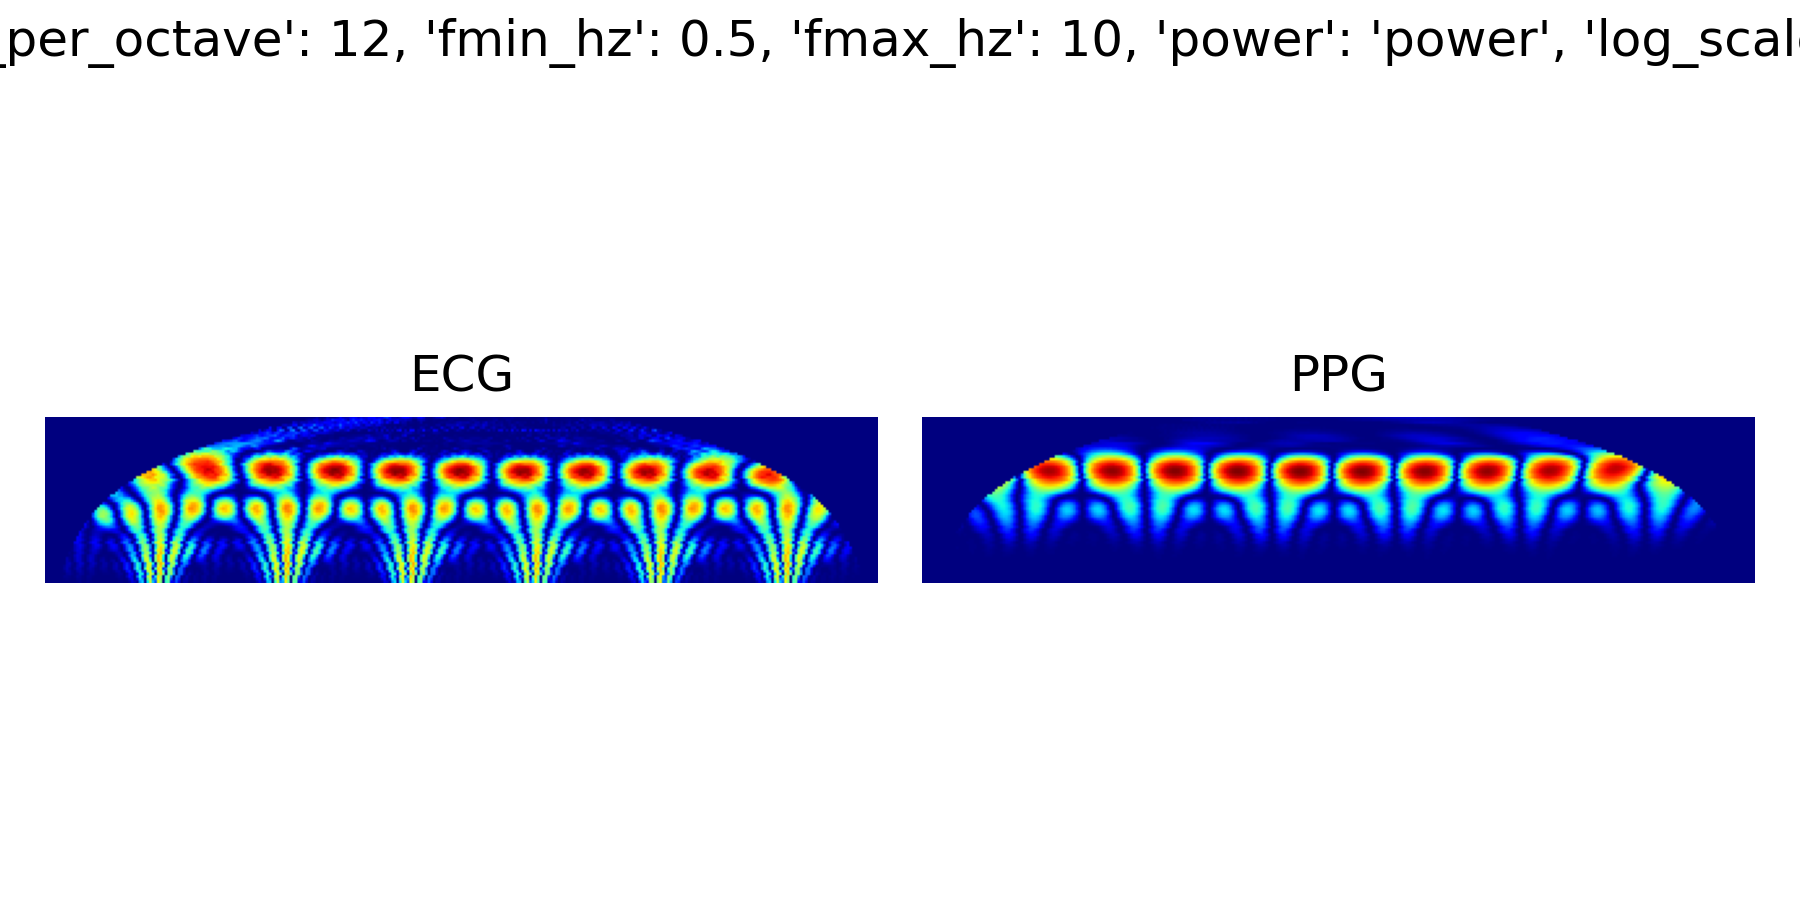 _per_octave': 12, 'fmin_hz': 0.5, 'fmax_hz': 10, 'power': 'power', 'log_scal
ECG
PPG